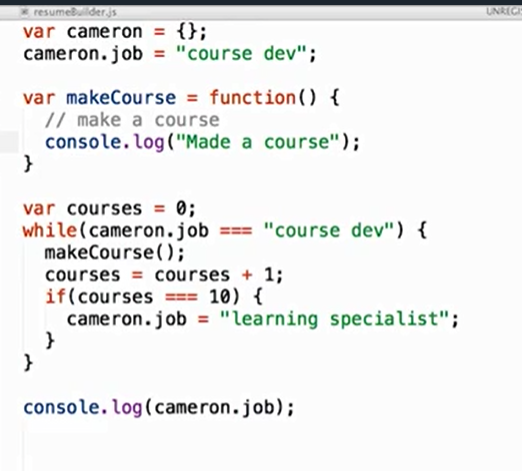 resumeBuilder.js
UNREGI
var cameron = {};
cameron.job = "course dev";
var makeCourse = function() {
  // make a course
  console.log("Made a course");
}
var courses = 0;
while(cameron.job === "course dev") {
  makeCourse();
  courses = courses + 1;
  if(courses === 10) {
    cameron.job = "learning specialist";
  }
}
console.log(cameron.job);